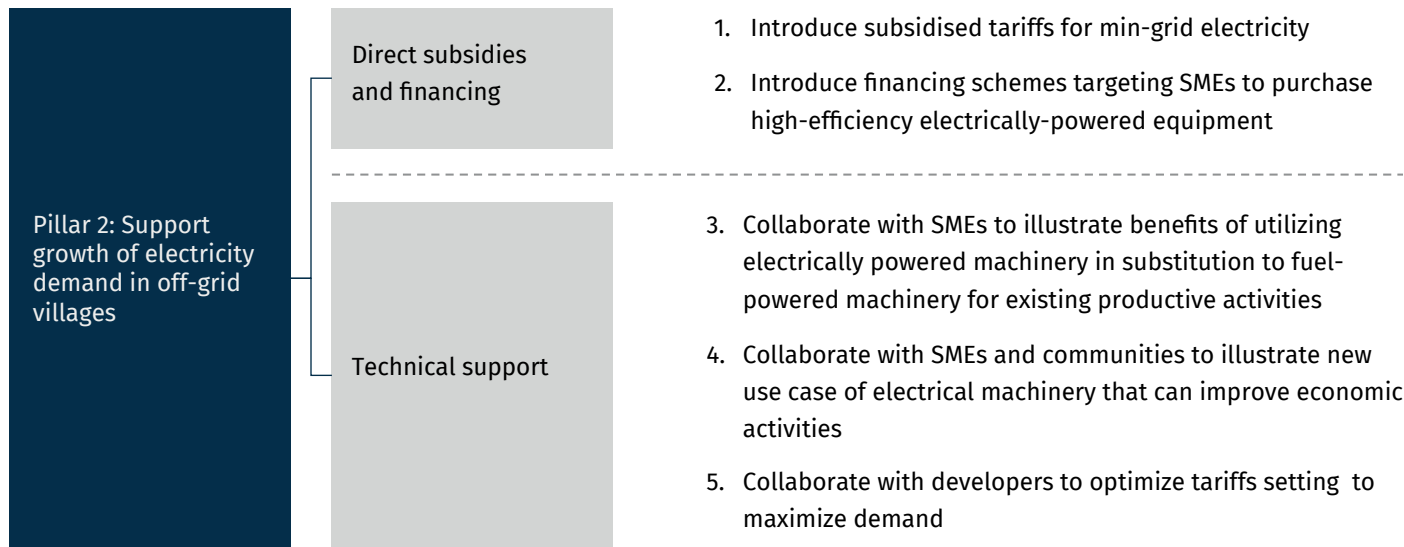 Pillar 2: Support
growth of electricity
demand in off-grid
villages
Direct subsidies
and financing
1. Introduce subsidised tariffs for min-grid electricity
2. Introduce financing schemes targeting SMEs to purchase
high-efficiency electrically-powered equipment
Technical support
3. Collaborate with SMEs to illustrate benefits of utilizing
electrically powered machinery in substitution to fuel-
powered machinery for existing productive activities
4. Collaborate with SMEs and communities to illustrate new
use case of electrical machinery that can improve economic
activities
5. Collaborate with developers to optimize tariffs setting to
maximize demand